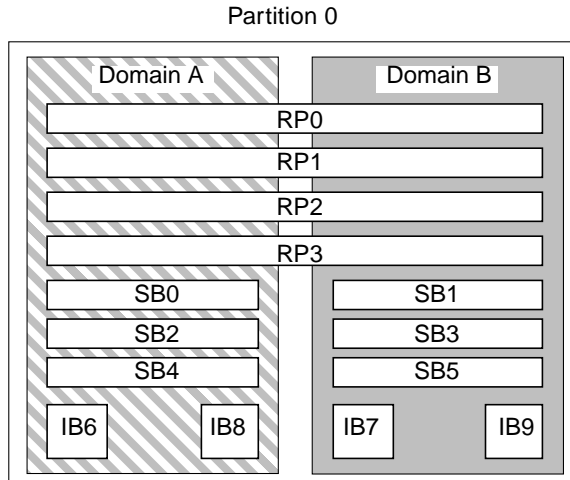 Partition 0
Domain A Domain B
RP0
RP1
RP2
RP3
SB0 SB1
SB2 SB3
SB4 SB5
IB6 IB8 IB7 IB9